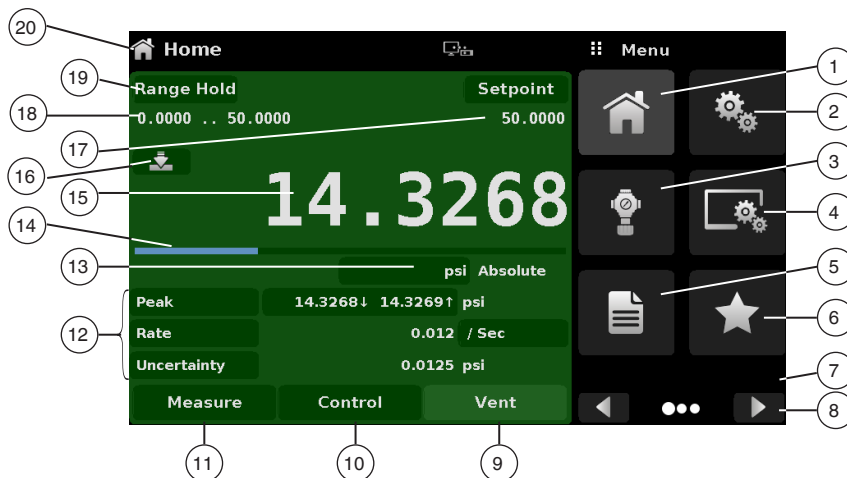 20
Home
Menu
19
Range Hold
Setpoint
1
18
0.0000 .. 50.0000
50.0000
2
17
16
15
14.3268
3
14
4
13
psi Absolute
5
12
Peak 14.3268↓ 14.3269↑ psi
Rate 0.012 / Sec
6
Uncertainty 0.0125 psi
7
Measure
Control
Vent
8
11
10
9